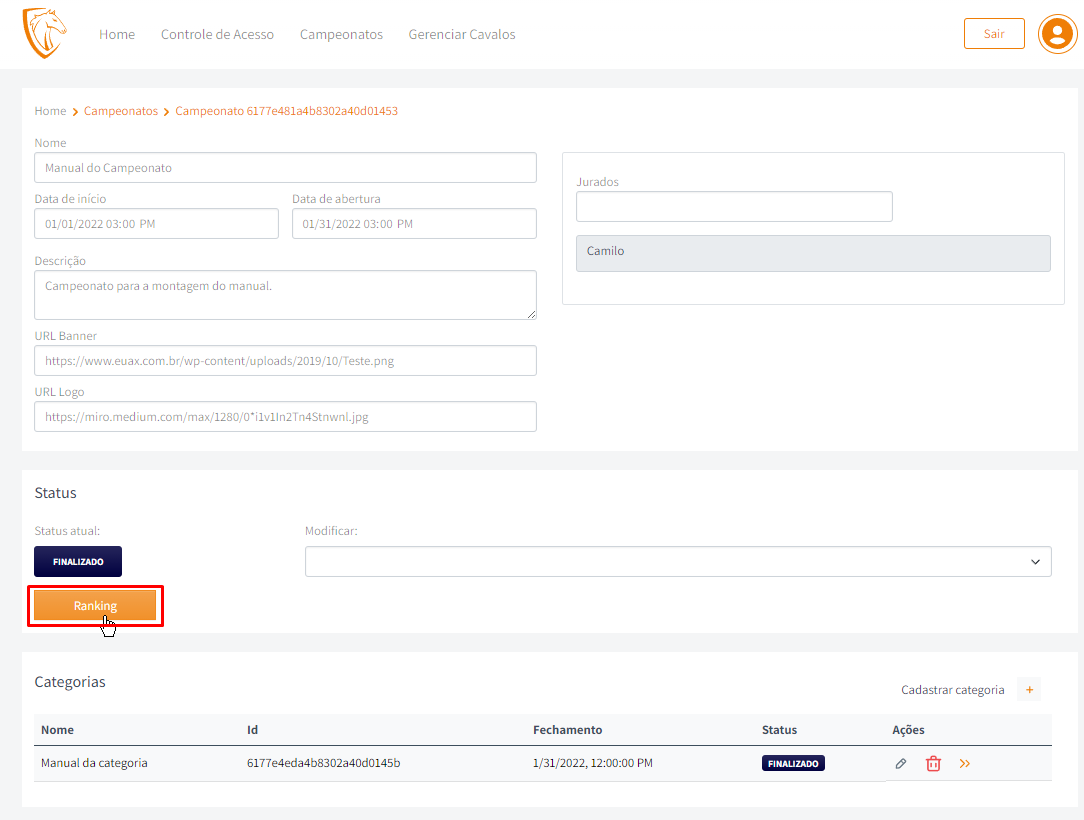 Home Controle de Acesso Campeonatos Gerenciar Cavalos Sair
Home Campeonatos Campeonato 6177e481a4b8302a40d01453
Nome
Manual do Campeonato
Data de início Data de abertura
01/01/2022 03:00 PM 01/31/2022 03:00 PM
Descrição
Campeonato para a montagem do manual.
URL Banner
https://www.euax.com.br/wp-content/uploads/2019/10/Teste.png
URL Logo
https://miro.medium.com/max/1280/0*i1v1In2Tn4Stnwnl.jpg
Jurados
Camilo
Status
Status atual: Modificar:
FINALIZADO
Ranking
Categorias
Cadastrar categoria +
Nome Id Fechamento Status Ações
Manual da categoria 6177e4eda4b8302a40d0145b 1/31/2022, 12:00:00 PM FINALIZADO